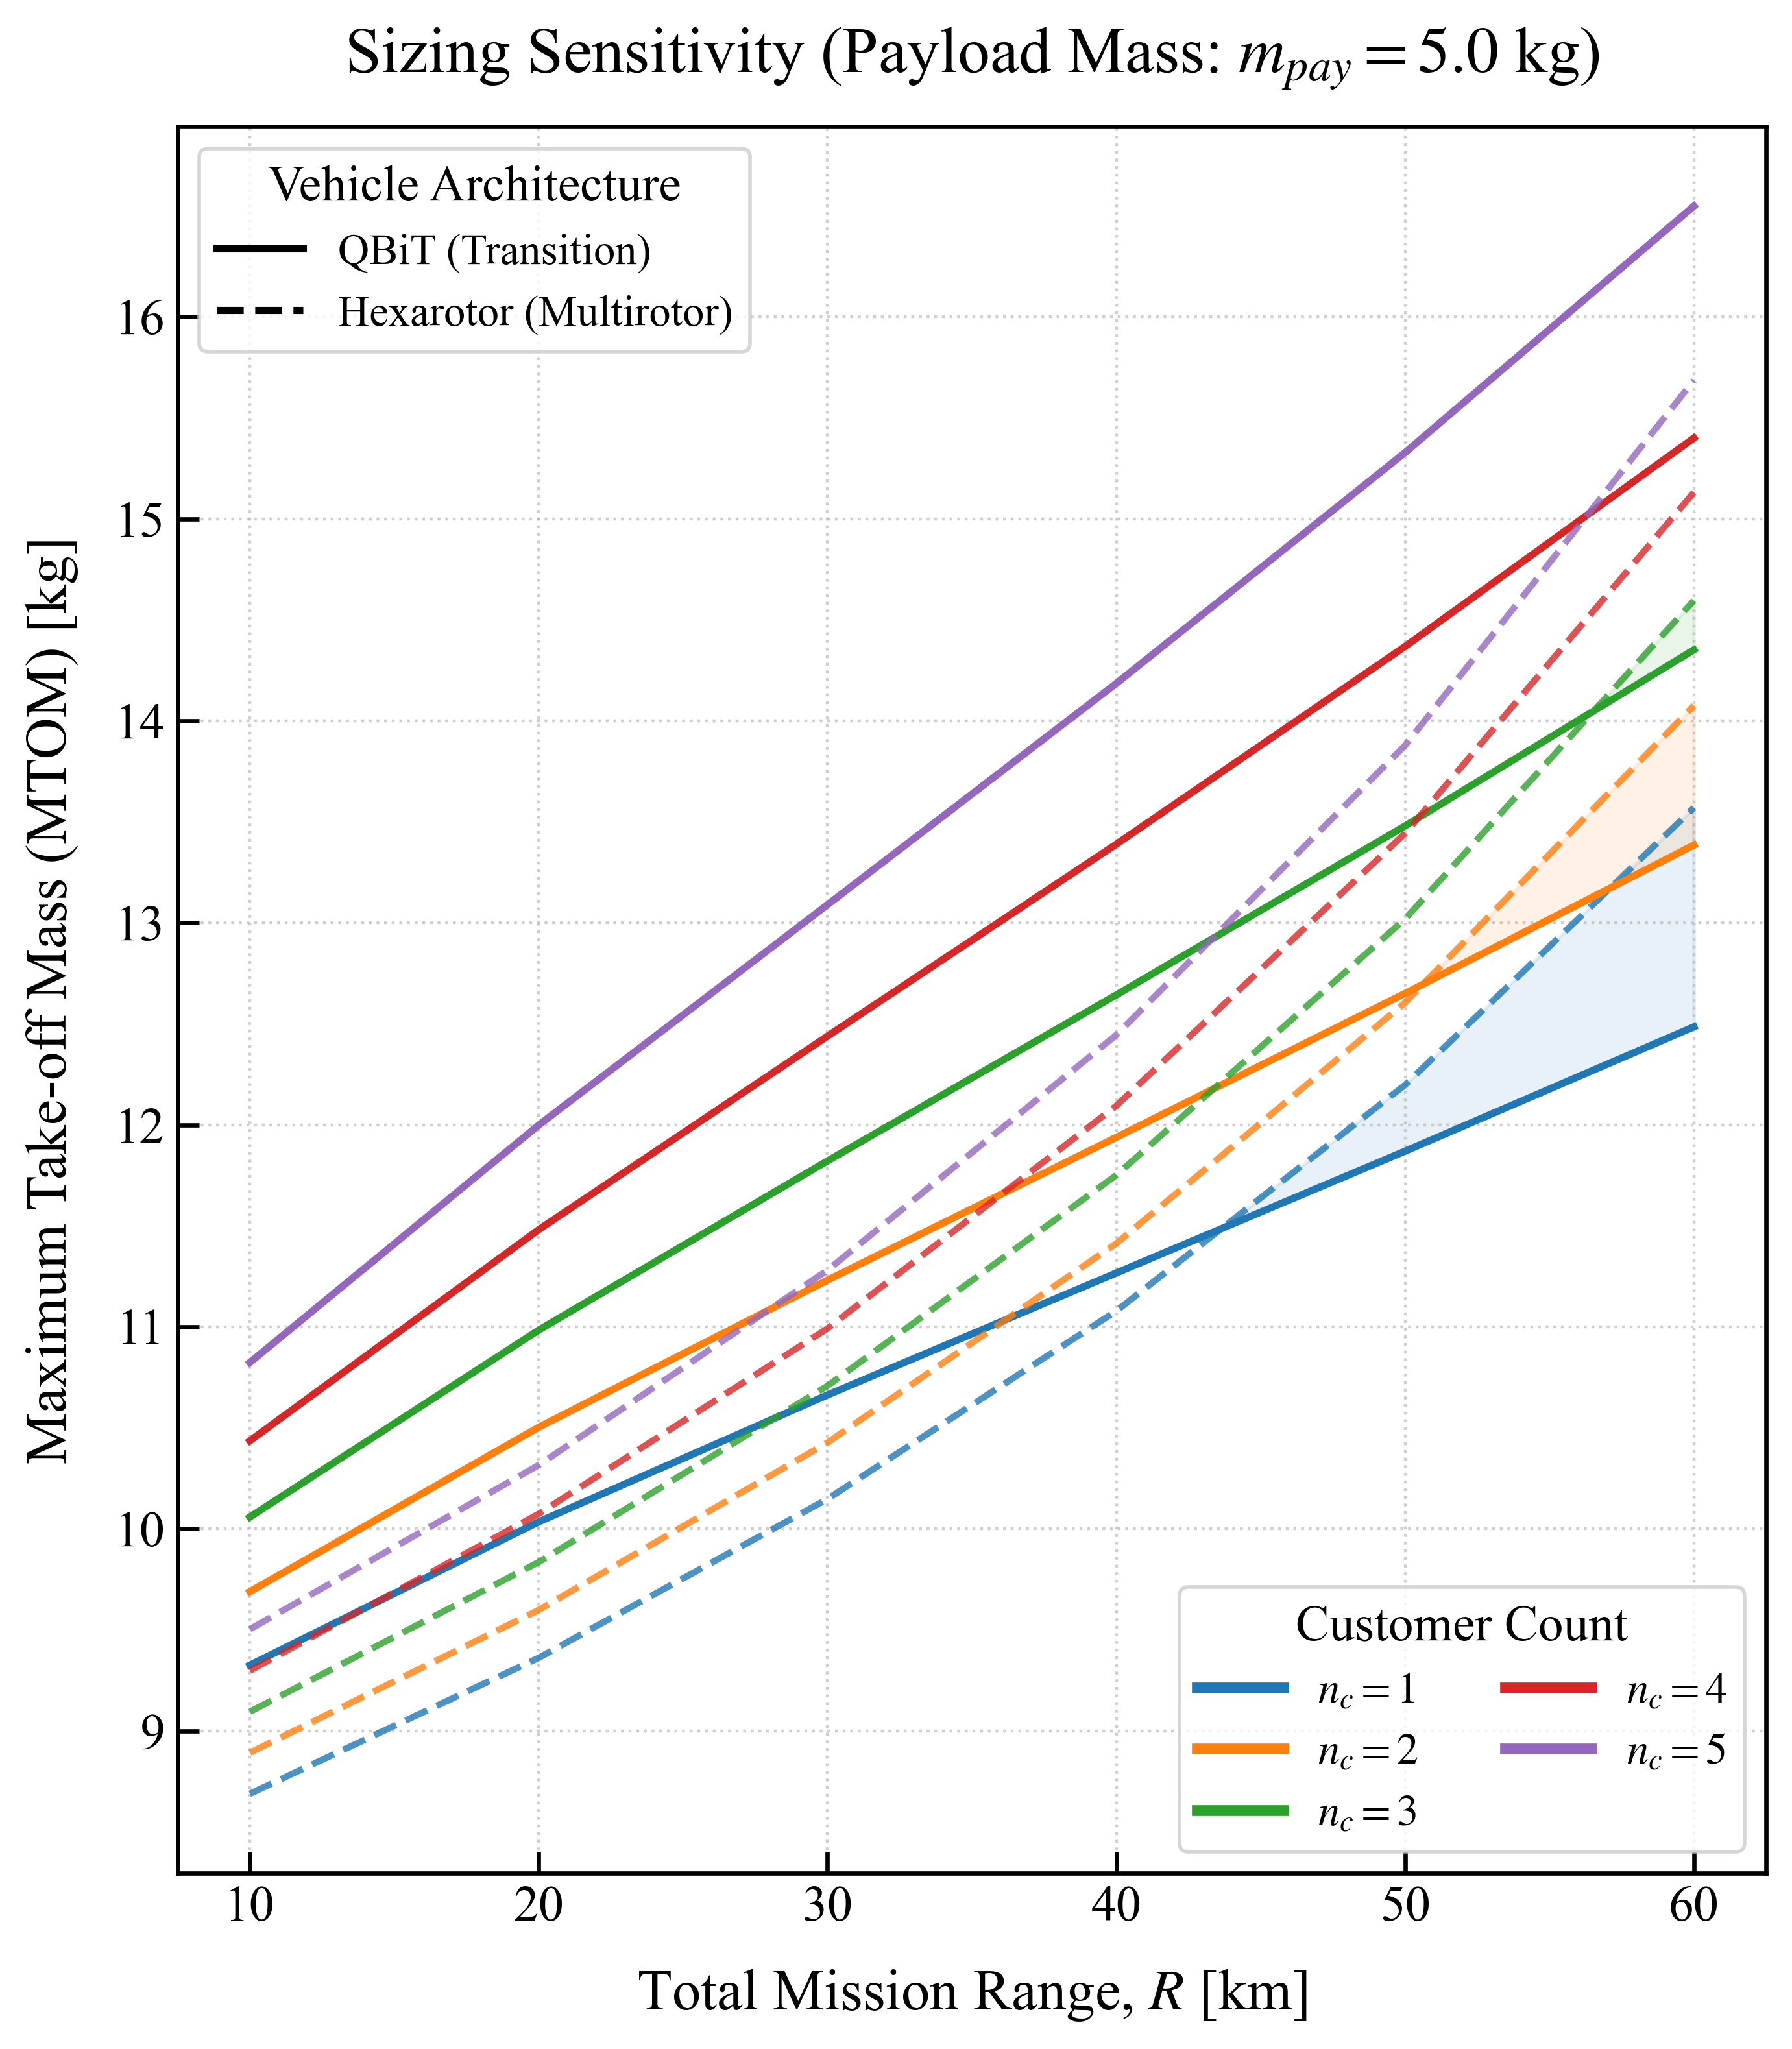 Sizing Sensitivity (Payload Mass: m_pay = 5.0 kg)
Vehicle Architecture
QBiT (Transition)
Hexarotor (Multirotor)
Maximum Take-off Mass (MTOM) [kg]
16
15
14
13
12
11
10
9
Customer Count
n_c = 1
n_c = 2
n_c = 3
n_c = 4
n_c = 5
10 20 30 40 50 60
Total Mission Range, R [km]